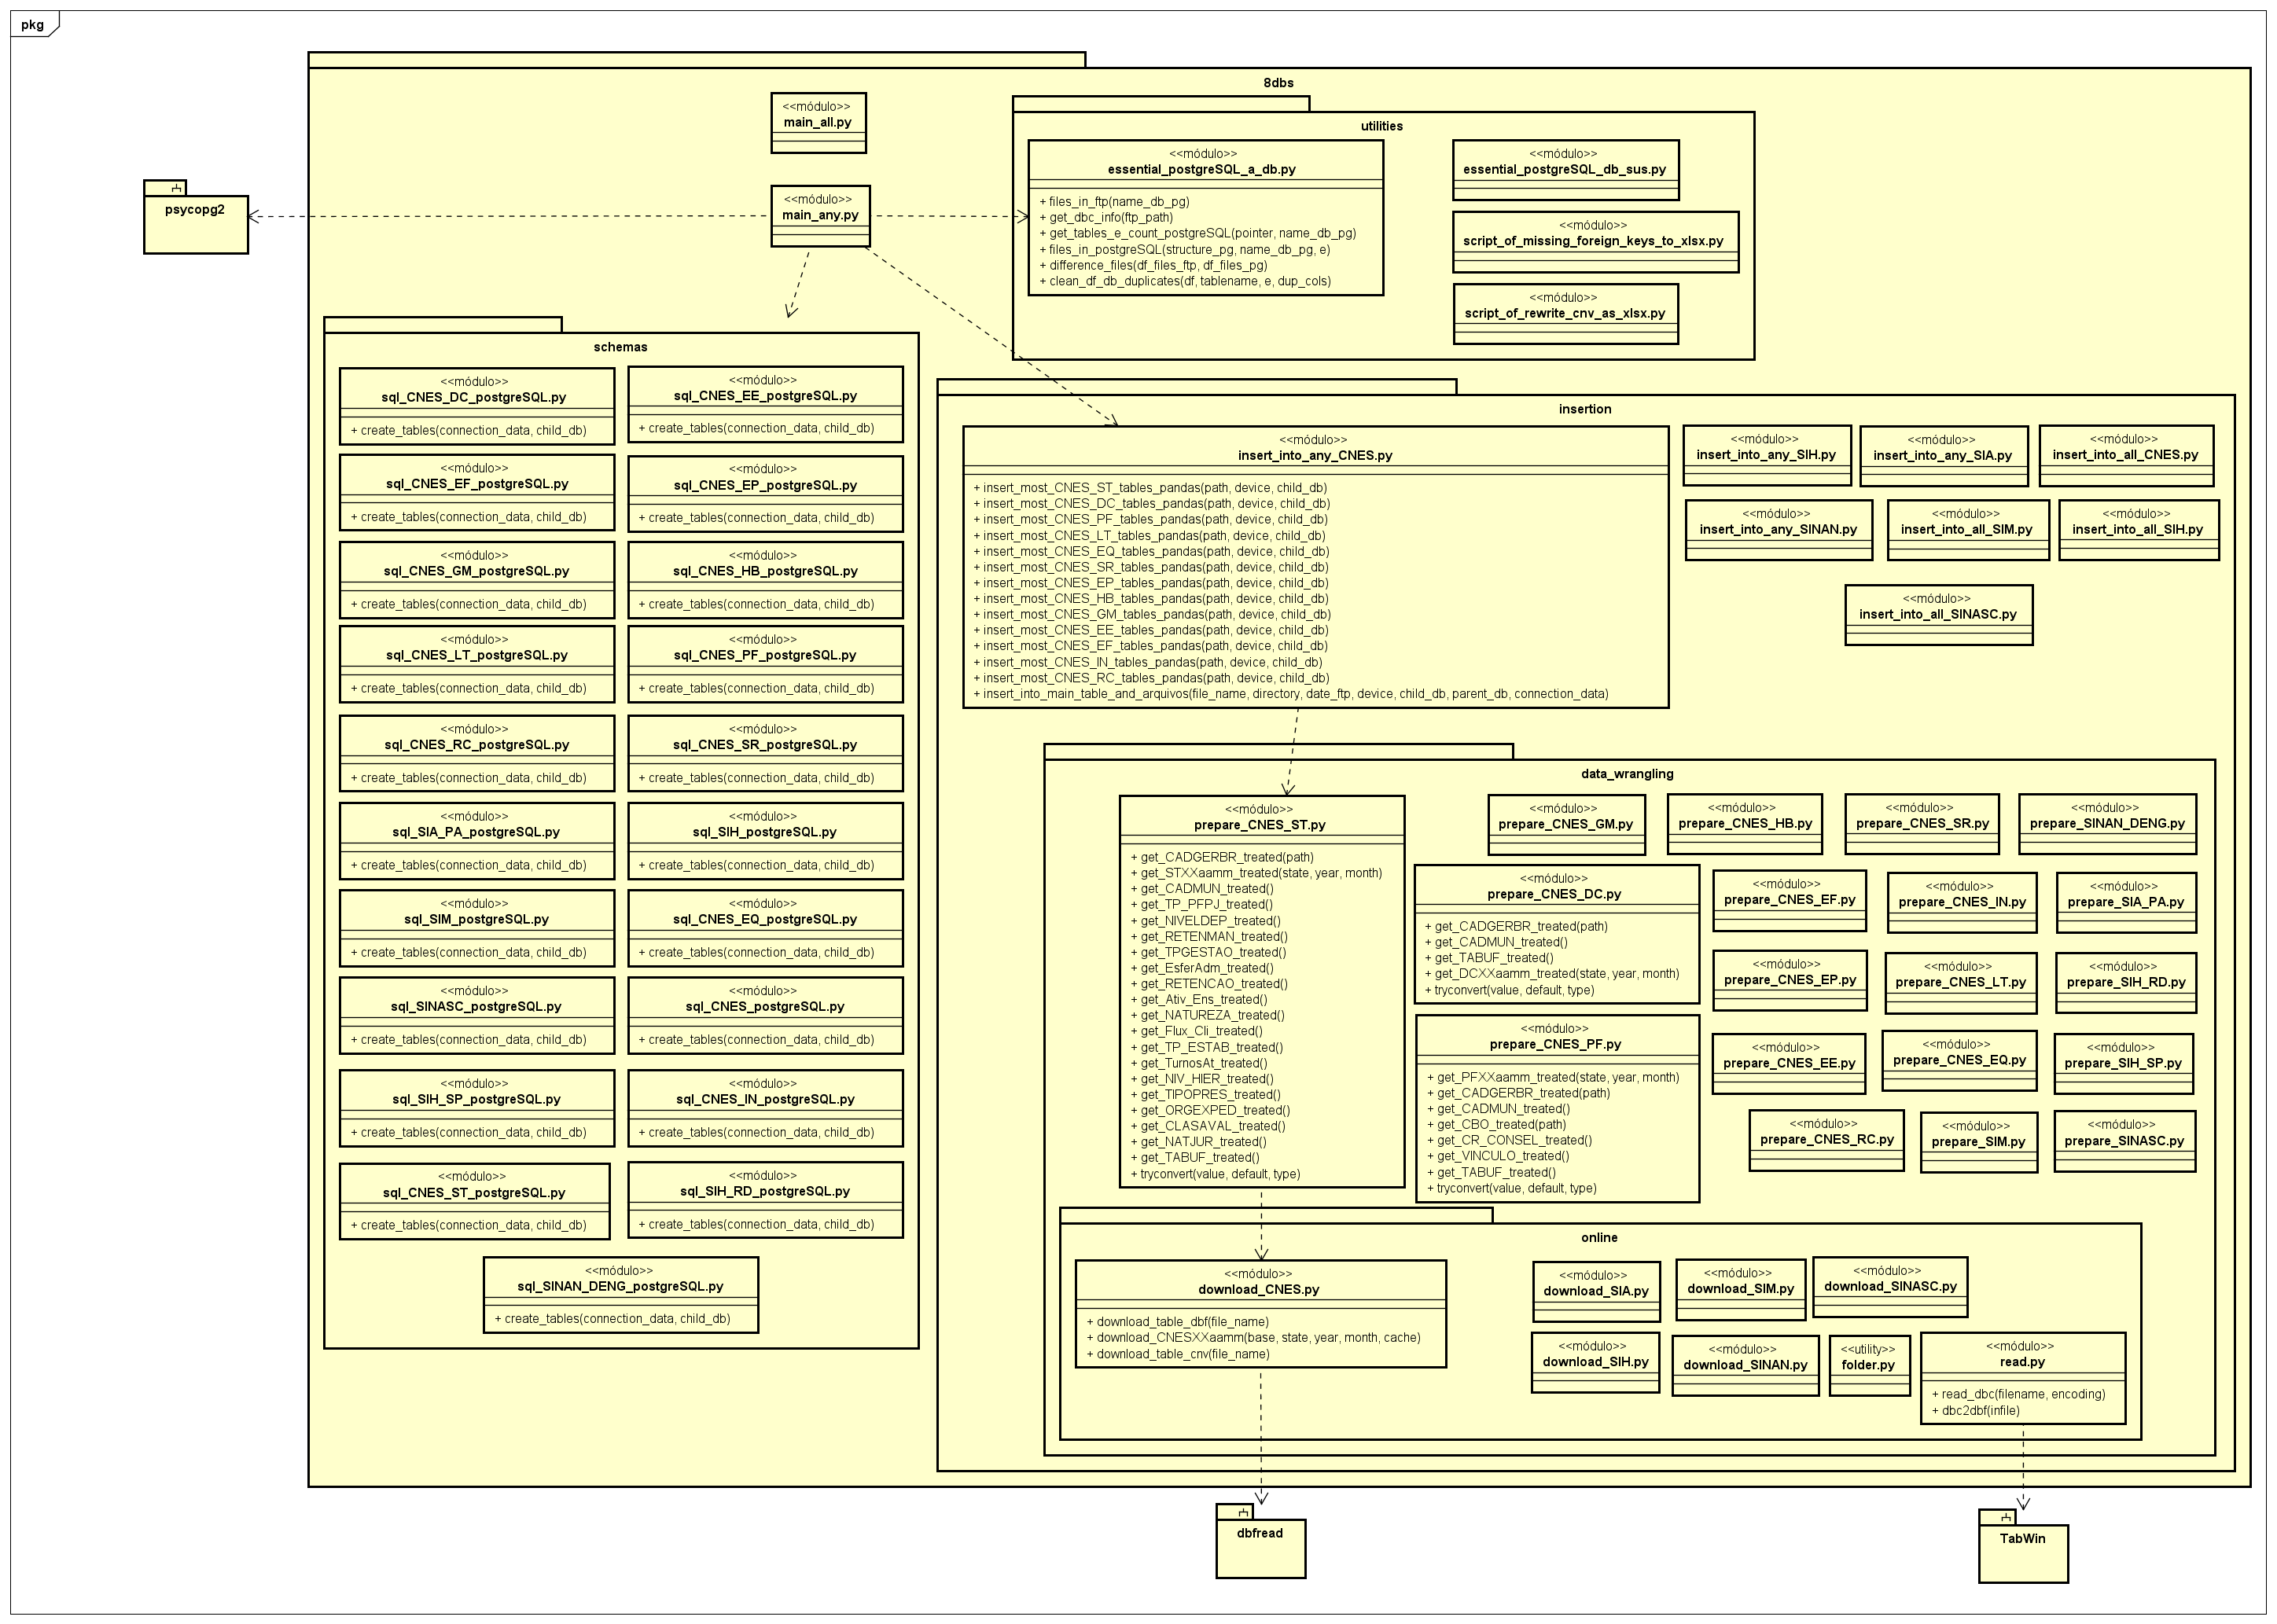 pkg
8dbs
<<módulo>>
main_all.py
<<módulo>>
main_any.py
psycopg2
utilities
<<módulo>>
essential_postgreSQL_a_db.py
+ files_in_ftp(name_db_pg)
+ get_dbc_info(ftp_path)
+ get_tables_e_count_postgreSQL(pointer, name_db_pg)
+ files_in_postgreSQL(structure_pg, name_db_pg, e)
+ difference_files(df_files_ftp, df_files_pg)
+ clean_df_db_duplicates(df, tablename, e, dup_cols)
<<módulo>>
essential_postgreSQL_db_sus.py
<<módulo>>
script_of_missing_foreign_keys_to_xlsx.py
<<módulo>>
script_of_rewrite_cnv_as_xlsx.py
schemas
<<módulo>>
sql_CNES_DC_postgreSQL.py
+ create_tables(connection_data, child_db)
<<módulo>>
sql_CNES_EE_postgreSQL.py
+ create_tables(connection_data, child_db)
<<módulo>>
sql_CNES_EF_postgreSQL.py
+ create_tables(connection_data, child_db)
<<módulo>>
sql_CNES_EP_postgreSQL.py
+ create_tables(connection_data, child_db)
<<módulo>>
sql_CNES_GM_postgreSQL.py
+ create_tables(connection_data, child_db)
<<módulo>>
sql_CNES_HB_postgreSQL.py
+ create_tables(connection_data, child_db)
<<módulo>>
sql_CNES_LT_postgreSQL.py
+ create_tables(connection_data, child_db)
<<módulo>>
sql_CNES_PF_postgreSQL.py
+ create_tables(connection_data, child_db)
<<módulo>>
sql_CNES_RC_postgreSQL.py
+ create_tables(connection_data, child_db)
<<módulo>>
sql_CNES_SR_postgreSQL.py
+ create_tables(connection_data, child_db)
<<módulo>>
sql_SIA_PA_postgreSQL.py
+ create_tables(connection_data, child_db)
<<módulo>>
sql_SIH_postgreSQL.py
+ create_tables(connection_data, child_db)
<<módulo>>
sql_SIM_postgreSQL.py
+ create_tables(connection_data, child_db)
<<módulo>>
sql_CNES_EQ_postgreSQL.py
+ create_tables(connection_data, child_db)
<<módulo>>
sql_SINASC_postgreSQL.py
+ create_tables(connection_data, child_db)
<<módulo>>
sql_CNES_postgreSQL.py
+ create_tables(connection_data, child_db)
<<módulo>>
sql_SIH_SP_postgreSQL.py
+ create_tables(connection_data, child_db)
<<módulo>>
sql_CNES_IN_postgreSQL.py
+ create_tables(connection_data, child_db)
<<módulo>>
sql_CNES_ST_postgreSQL.py
+ create_tables(connection_data, child_db)
<<módulo>>
sql_SIH_RD_postgreSQL.py
+ create_tables(connection_data, child_db)
<<módulo>>
sql_SINAN_DENG_postgreSQL.py
+ create_tables(connection_data, child_db)
insertion
<<módulo>>
insert_into_any_CNES.py
+ insert_most_CNES_ST_tables_pandas(path, device, child_db)
+ insert_most_CNES_DC_tables_pandas(path, device, child_db)
+ insert_most_CNES_PF_tables_pandas(path, device, child_db)
+ insert_most_CNES_LT_tables_pandas(path, device, child_db)
+ insert_most_CNES_EQ_tables_pandas(path, device, child_db)
+ insert_most_CNES_SR_tables_pandas(path, device, child_db)
+ insert_most_CNES_EP_tables_pandas(path, device, child_db)
+ insert_most_CNES_HB_tables_pandas(path, device, child_db)
+ insert_most_CNES_GM_tables_pandas(path, device, child_db)
+ insert_most_CNES_EE_tables_pandas(path, device, child_db)
+ insert_most_CNES_EF_tables_pandas(path, device, child_db)
+ insert_most_CNES_IN_tables_pandas(path, device, child_db)
+ insert_most_CNES_RC_tables_pandas(path, device, child_db)
+ insert_into_main_table_and_arquivos(file_name, directory, date_ftp, device, child_db, parent_db, connection_data)
<<módulo>>
insert_into_any_SIH.py
<<módulo>>
insert_into_any_SIA.py
<<módulo>>
insert_into_all_CNES.py
<<módulo>>
insert_into_any_SINAN.py
<<módulo>>
insert_into_all_SIM.py
<<módulo>>
insert_into_all_SIH.py
<<módulo>>
insert_into_all_SINASC.py
data_wrangling
<<módulo>>
prepare_CNES_ST.py
+ get_CADGERBR_treated(path)
+ get_STXXaamm_treated(state, year, month)
+ get_CADMUN_treated()
+ get_TP_PFPJ_treated()
+ get_NIVELDEP_treated()
+ get_RETENMAN_treated()
+ get_TPGESTAO_treated()
+ get_EsferAdm_treated()
+ get_RETENCAO_treated()
+ get_Ativ_Ens_treated()
+ get_NATUREZA_treated()
+ get_Flux_Cli_treated()
+ get_TP_ESTAB_treated()
+ get_TurnosAt_treated()
+ get_NIV_HIER_treated()
+ get_TIPOPRES_treated()
+ get_ORGEXPED_treated()
+ get_CLASAVAL_treated()
+ get_NATJUR_treated()
+ get_TABUF_treated()
+ tryconvert(value, default, type)
<<módulo>>
prepare_CNES_GM.py
<<módulo>>
prepare_CNES_HB.py
<<módulo>>
prepare_CNES_SR.py
<<módulo>>
prepare_SINAN_DENG.py
<<módulo>>
prepare_CNES_DC.py
+ get_CADGERBR_treated(path)
+ get_CADMUN_treated()
+ get_TABUF_treated()
+ get_DCXXaamm_treated(state, year, month)
+ tryconvert(value, default, type)
<<módulo>>
prepare_CNES_EF.py
<<módulo>>
prepare_CNES_IN.py
<<módulo>>
prepare_SIA_PA.py
<<módulo>>
prepare_CNES_EP.py
<<módulo>>
prepare_CNES_LT.py
<<módulo>>
prepare_SIH_RD.py
<<módulo>>
prepare_CNES_PF.py
+ get_PFXXaamm_treated(state, year, month)
+ get_CADGERBR_treated(path)
+ get_CADMUN_treated()
+ get_CBO_treated(path)
+ get_CR_CONSEL_treated()
+ get_VINCULO_treated()
+ get_TABUF_treated()
+ tryconvert(value, default, type)
<<módulo>>
prepare_CNES_EE.py
<<módulo>>
prepare_CNES_EQ.py
<<módulo>>
prepare_SIH_SP.py
<<módulo>>
prepare_CNES_RC.py
<<módulo>>
prepare_SIM.py
<<módulo>>
prepare_SINASC.py
online
<<módulo>>
download_CNES.py
+ download_table_dbf(file_name)
+ download_CNESXXaamm(base, state, year, month, cache)
+ download_table_cnv(file_name)
<<módulo>>
download_SIA.py
<<módulo>>
download_SIM.py
<<módulo>>
download_SINASC.py
<<módulo>>
download_SIH.py
<<módulo>>
download_SINAN.py
<<utility>>
folder.py
<<módulo>>
read.py
+ read_dbc(filename, encoding)
+ dbc2dbf(infile)
dbfread
TabWin